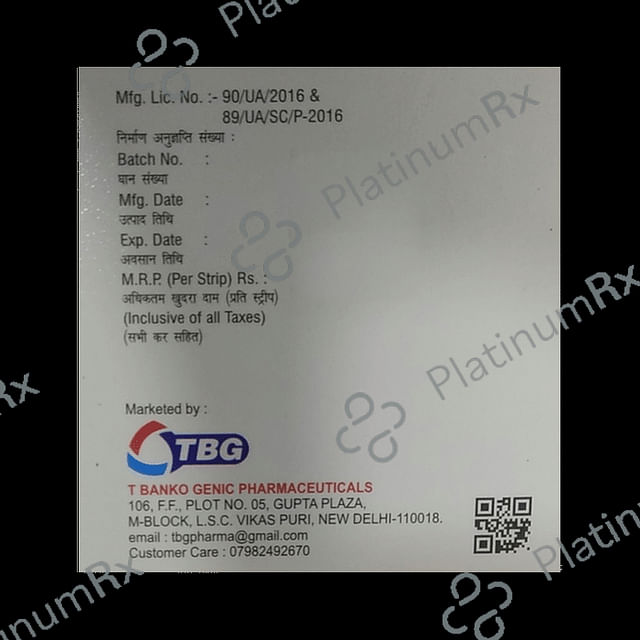 Mfg. Lic. No. :- 90/UA/2016 &
89/UA/SC/P-2016
निर्माण अनुज्ञप्ति संख्या :
Batch No. :
घान संख्या
Mfg. Date :
उत्पाद तिथि
Exp. Date :
अवसान तिथि
M.R.P. (Per Strip) Rs. :
अधिकतम खुदरा दाम (प्रति स्ट्रीप)
(Inclusive of all Taxes)
(सभी कर सहित)
Marketed by :
TBG
T BANKO GENIC PHARMACEUTICALS
106, F.F., PLOT NO. 05, GUPTA PLAZA,
M-BLOCK, L.S.C. VIKAS PURI, NEW DELHI-110018.
email : tbgpharma@gmail.com
Customer Care : 07982492670
PlatinumRx
PlatinumRx
PlatinumRx
PlatinumRx
Rx
Platinum